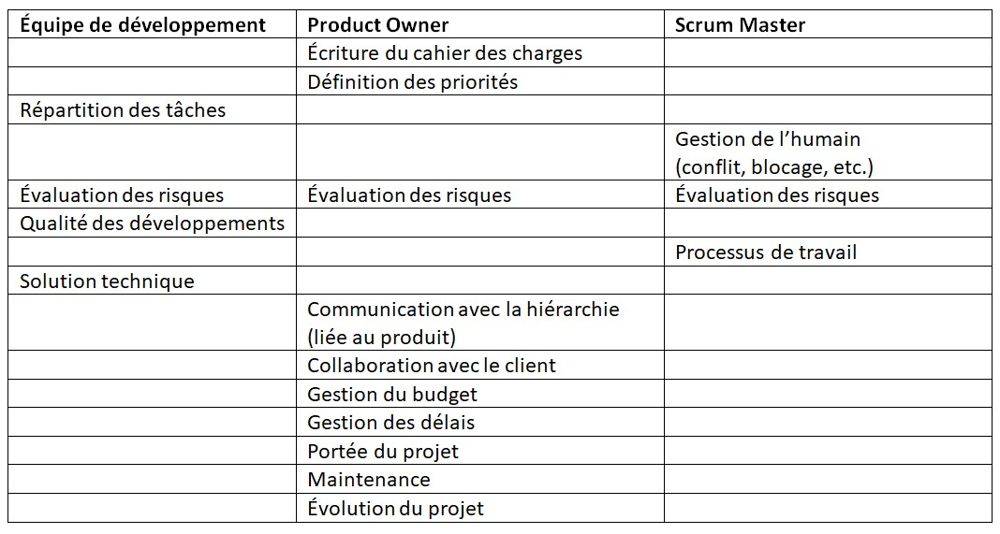 Équipe de développement Product Owner Scrum Master
Écriture du cahier des charges
Définition des priorités
Répartition des tâches
Gestion de l’humain
(conflit, blocage, etc.)
Évaluation des risques Évaluation des risques Évaluation des risques
Qualité des développements
Processus de travail
Solution technique
Communication avec la hiérarchie
(liée au produit)
Collaboration avec le client
Gestion du budget
Gestion des délais
Portée du projet
Maintenance
Évolution du projet